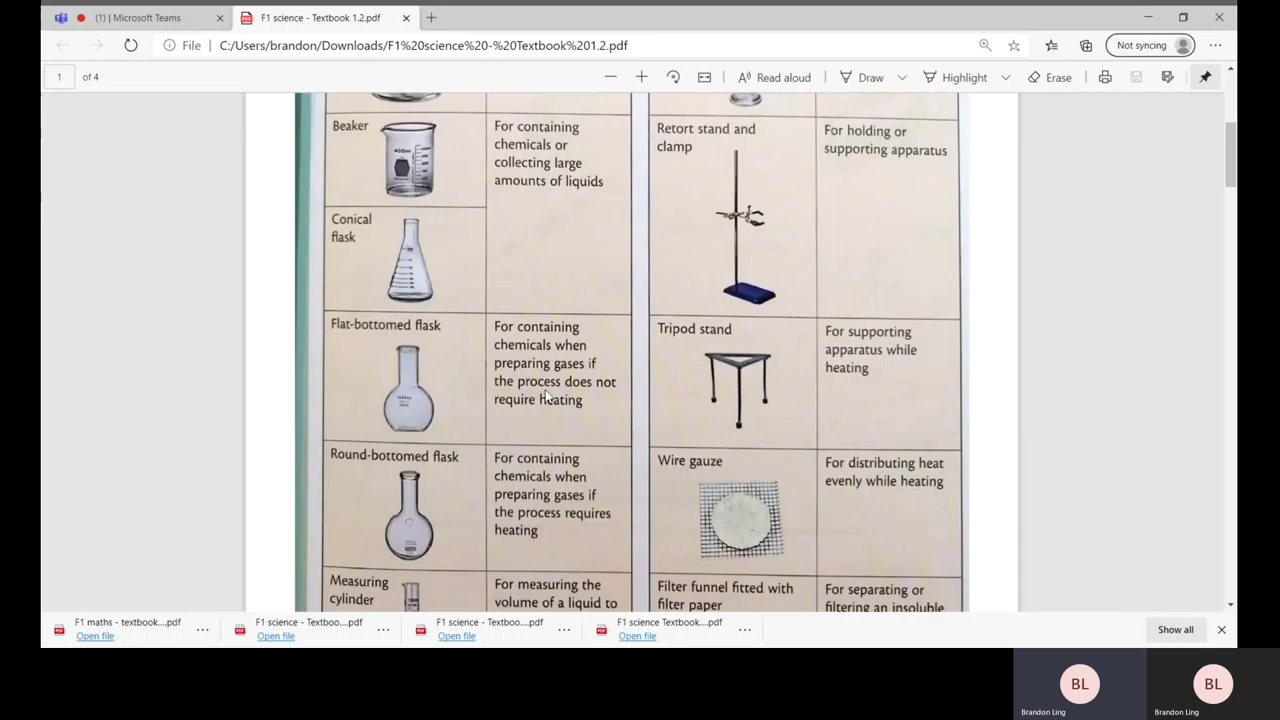 (1) | Microsoft Teams
F1 science - Textbook 1.2.pdf
File
C:/Users/brandon/Downloads/F1%20science%20-%20Textbook%201.2.pdf
Not syncing
1
of 4
Read aloud
Draw
Highlight
Erase
Beaker
400ml
For containing
chemicals or
collecting large
amounts of liquids
Conical
flask
Flat-bottomed flask
For containing
chemicals when
preparing gases if
the process does not
require heating
Round-bottomed flask
For containing
chemicals when
preparing gases if
the process requires
heating
Measuring
cylinder
For measuring the
volume of a liquid to
Retort stand and
clamp
For holding or
supporting apparatus
Tripod stand
For supporting
apparatus while
heating
Wire gauze
For distributing heat
evenly while heating
Filter funnel fitted with
filter paper
For separating or
filtering an insoluble
F1 maths - textbook....pdf
Open file
F1 science - Textboo....pdf
Open file
F1 science - Textboo....pdf
Open file
F1 science Textbook....pdf
Open file
Show all
BL
Brandon Ling
BL
Brandon Ling